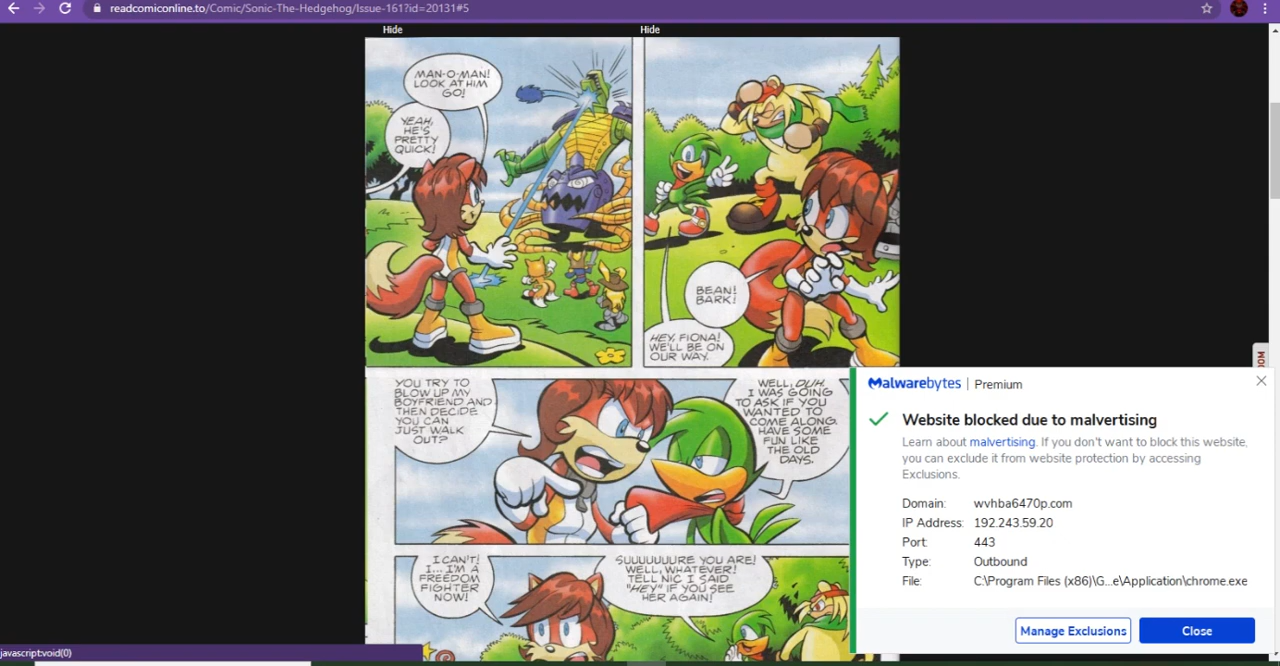 readcomiconline.to/Comic/Sonic-The-Hedgehog/Issue-161?id=20131#5
Hide
Hide
MAN-O-MAN!
LOOK AT HIM
GO!
YEAH,
HE'S
PRETTY
QUICK!
BEAN!
BARK!
HEY, FIONA!
WE'LL BE ON
OUR WAY.
YOU TRY TO
BLOW UP MY
BOYFRIEND AND
THEN DECIDE
YOU CAN
JUST WALK
OUT?
WELL, DUH.
I WAS GOING
TO ASK IF YOU
WANTED TO
COME ALONG.
HAVE SOME
FUN LIKE
THE OLD
DAYS.
I CAN'T!
I... I'M A
FREEDOM
FIGHTER
NOW!
SUUUUUURE YOU ARE!
WELL, WHATEVER!
TELL NIC I SAID
"HEY" IF YOU SEE
HER AGAIN!
Malwarebytes | Premium
Website blocked due to malvertising
Learn about malvertising. If you don't want to block this website,
you can exclude it from website protection by accessing
Exclusions.
Domain: wvhba6470p.com
IP Address: 192.243.59.20
Port: 443
Type: Outbound
File: C:\Program Files (x86)\G...e\Application\chrome.exe
Manage Exclusions
Close
javascript:void(0)